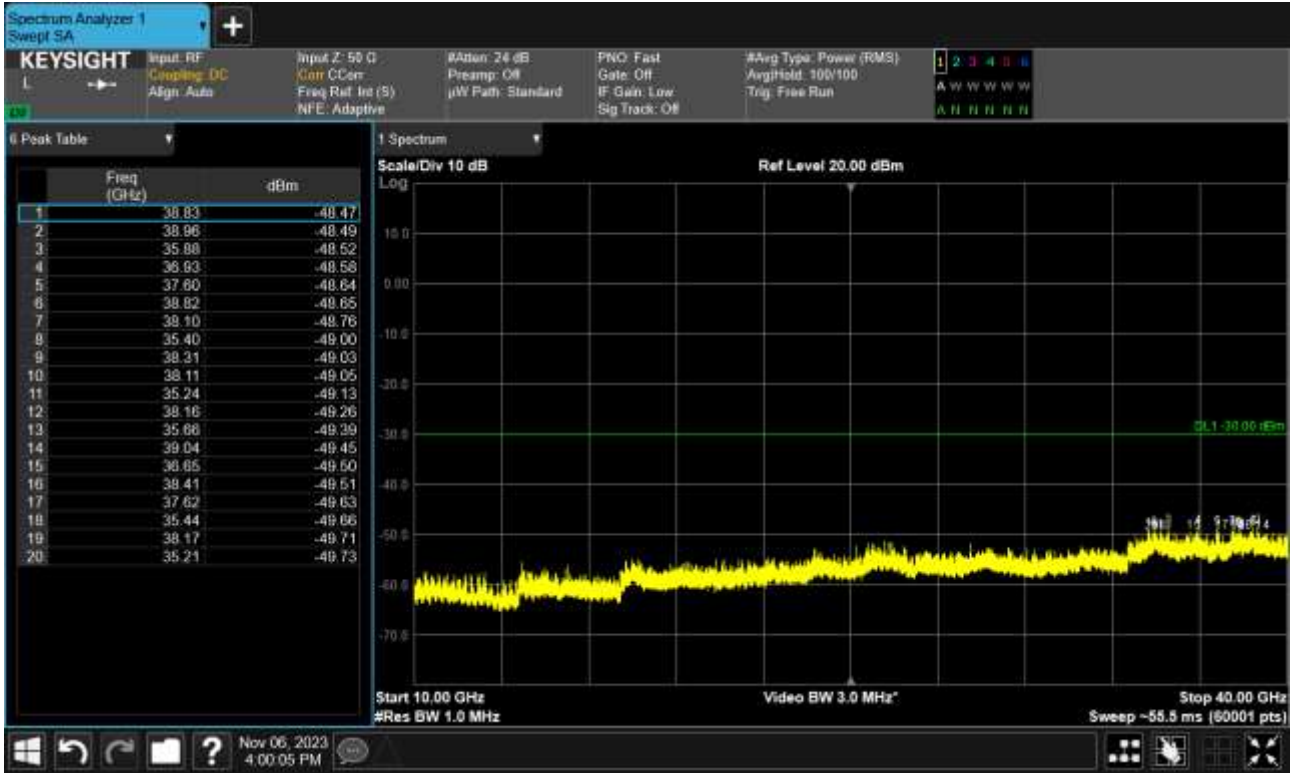 Spectrum Analyzer 1
Swept SA
KEYSIGHT
L
Input: RF
Coupling: DC
Align: Auto
Input Z: 50 Ω
Corr CCorr
Freq Ref: Int (S)
NFE: Adaptive
#Atten: 24 dB
Preamp: Off
µW Path: Standard
PNO: Fast
Gate: Off
IF Gain: Low
Sig Track: Off
#Avg Type: Power (RMS)
Avg|Hold: 100/100
Trig: Free Run
1 2 3 4 5 6
A W W W W W
A N N N N N
6 Peak Table
Freq (GHz) dBm
1 38.83 -48.47
2 38.96 -48.49
3 35.88 -48.52
4 36.93 -48.58
5 37.60 -48.64
6 38.82 -48.65
7 38.10 -48.76
8 35.40 -49.00
9 38.31 -49.03
10 38.11 -49.05
11 35.24 -49.13
12 38.16 -49.26
13 35.66 -49.39
14 39.04 -49.45
15 36.65 -49.50
16 38.41 -49.51
17 37.62 -49.63
18 35.44 -49.66
19 38.17 -49.71
20 35.21 -49.73
1 Spectrum
Scale/Div 10 dB
Ref Level 20.00 dBm
Log
10.0
0.00
-10.0
-20.0
-30.0
DL1 -30.00 dBm
-40.0
-50.0
-60.0
-70.0
Start 10.00 GHz
Video BW 3.0 MHz*
Stop 40.00 GHz
#Res BW 1.0 MHz
Sweep ~55.5 ms (60001 pts)
?
Nov 06, 2023
4:00:05 PM